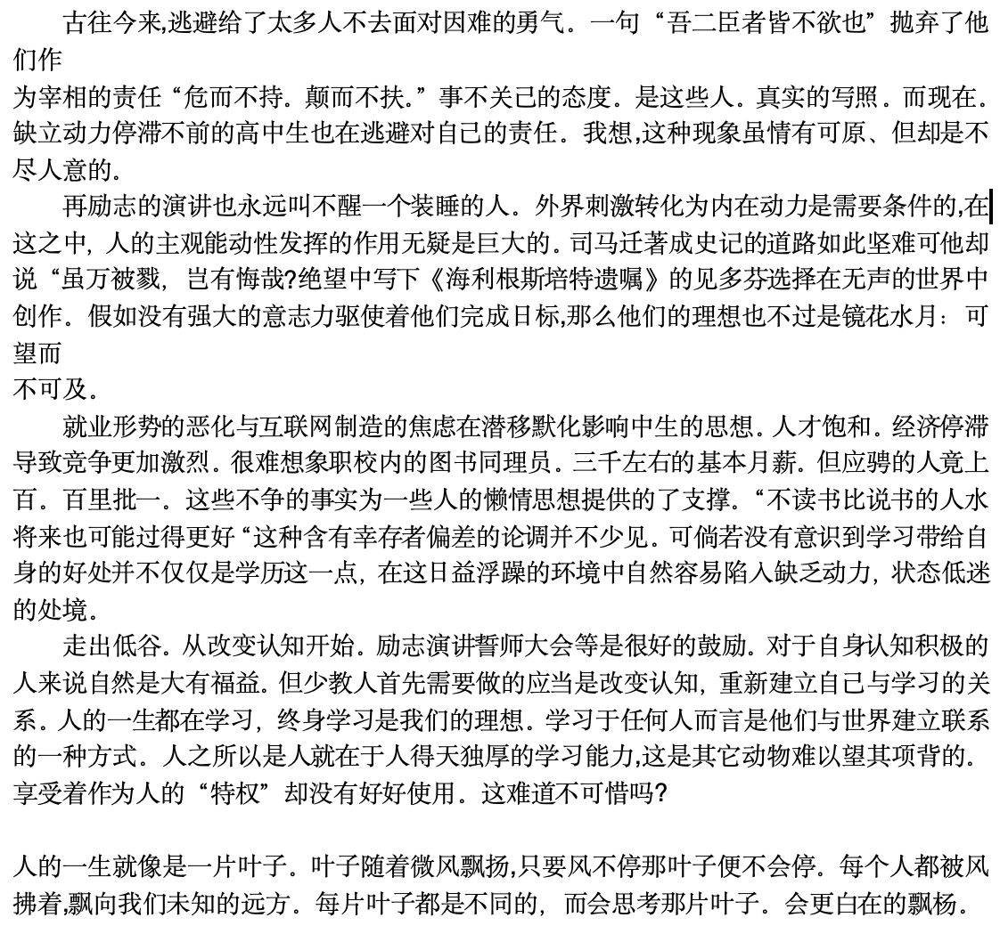 古往今来,逃避给了太多人不去面对因难的勇气。一句“吾二臣者皆不欲也”抛弃了他
们作
为宰相的责任“危而不持。颠而不扶。”事不关己的态度。是这些人。真实的写照。而现在.
缺立动力停滞不前的高中生也在逃避对自己的责任。我想,这种现象虽情有可原、但却是不
尽人意的。
再励志的演讲也永远叫不醒一个装睡的人。外界刺激转化为内在动力是需要条件的,在
这之中,人的主观能动性发挥的作用无疑是巨大的.司马迁著成史记的道路如此坚难可他却
说“虽万被戮,岂有悔哉?绝望中写下《海利根斯培特遗嘱》的见多芬选择在无声的世界中
创作。假如没有强大的意志力驱使着他们完成日标,那么他们的理想也不过是镜花水月:可
望而
不可及。
就业形势的恶化与互联网制造的焦虑在潜移默化影响中生的思想.人才饱和。经济停滞
导致竞争更加激烈。很难想象职校内的图书同理员。三千左右的基本月薪.但应骋的人竟上
百。百里批一。这些不争的事实为一些人的懒情思想提供的了支撑。“不读书比说书的人水
将来也可能过得更好“这种含有幸存者偏差的论调并不少见。可倘若没有意识到学习带给自
身的好处并不仅仅是学历这一点,在这日益浮躁的环境中自然容易陷入缺乏动力,状态低迷
的处境。
走出低谷。从改变认知开始。励志演讲誓师大会等是很好的鼓励.对于自身认知积极的
人来说自然是大有福益.但少教人首先需要做的应当是改变认知,重新建立自己与学习的关
系.人的一生都在学习,终身学习是我们的理想.学习于任何人而言是他们与世界建立联系
的一种方式。人之所以是人就在于人得天独厚的学习能力,这是其它动物难以望其项背的.
享受着作为人的“特权”却没有好好使用。这难道不可惜吗?
人的一生就像是一片叶子。叶子随着微风飘扬,只要风不停那叶子便不会停。每个人都被风
拂着,飘向我们未知的远方。每片叶子都是不同的,而会思考那片叶子。会更白在的飘杨。